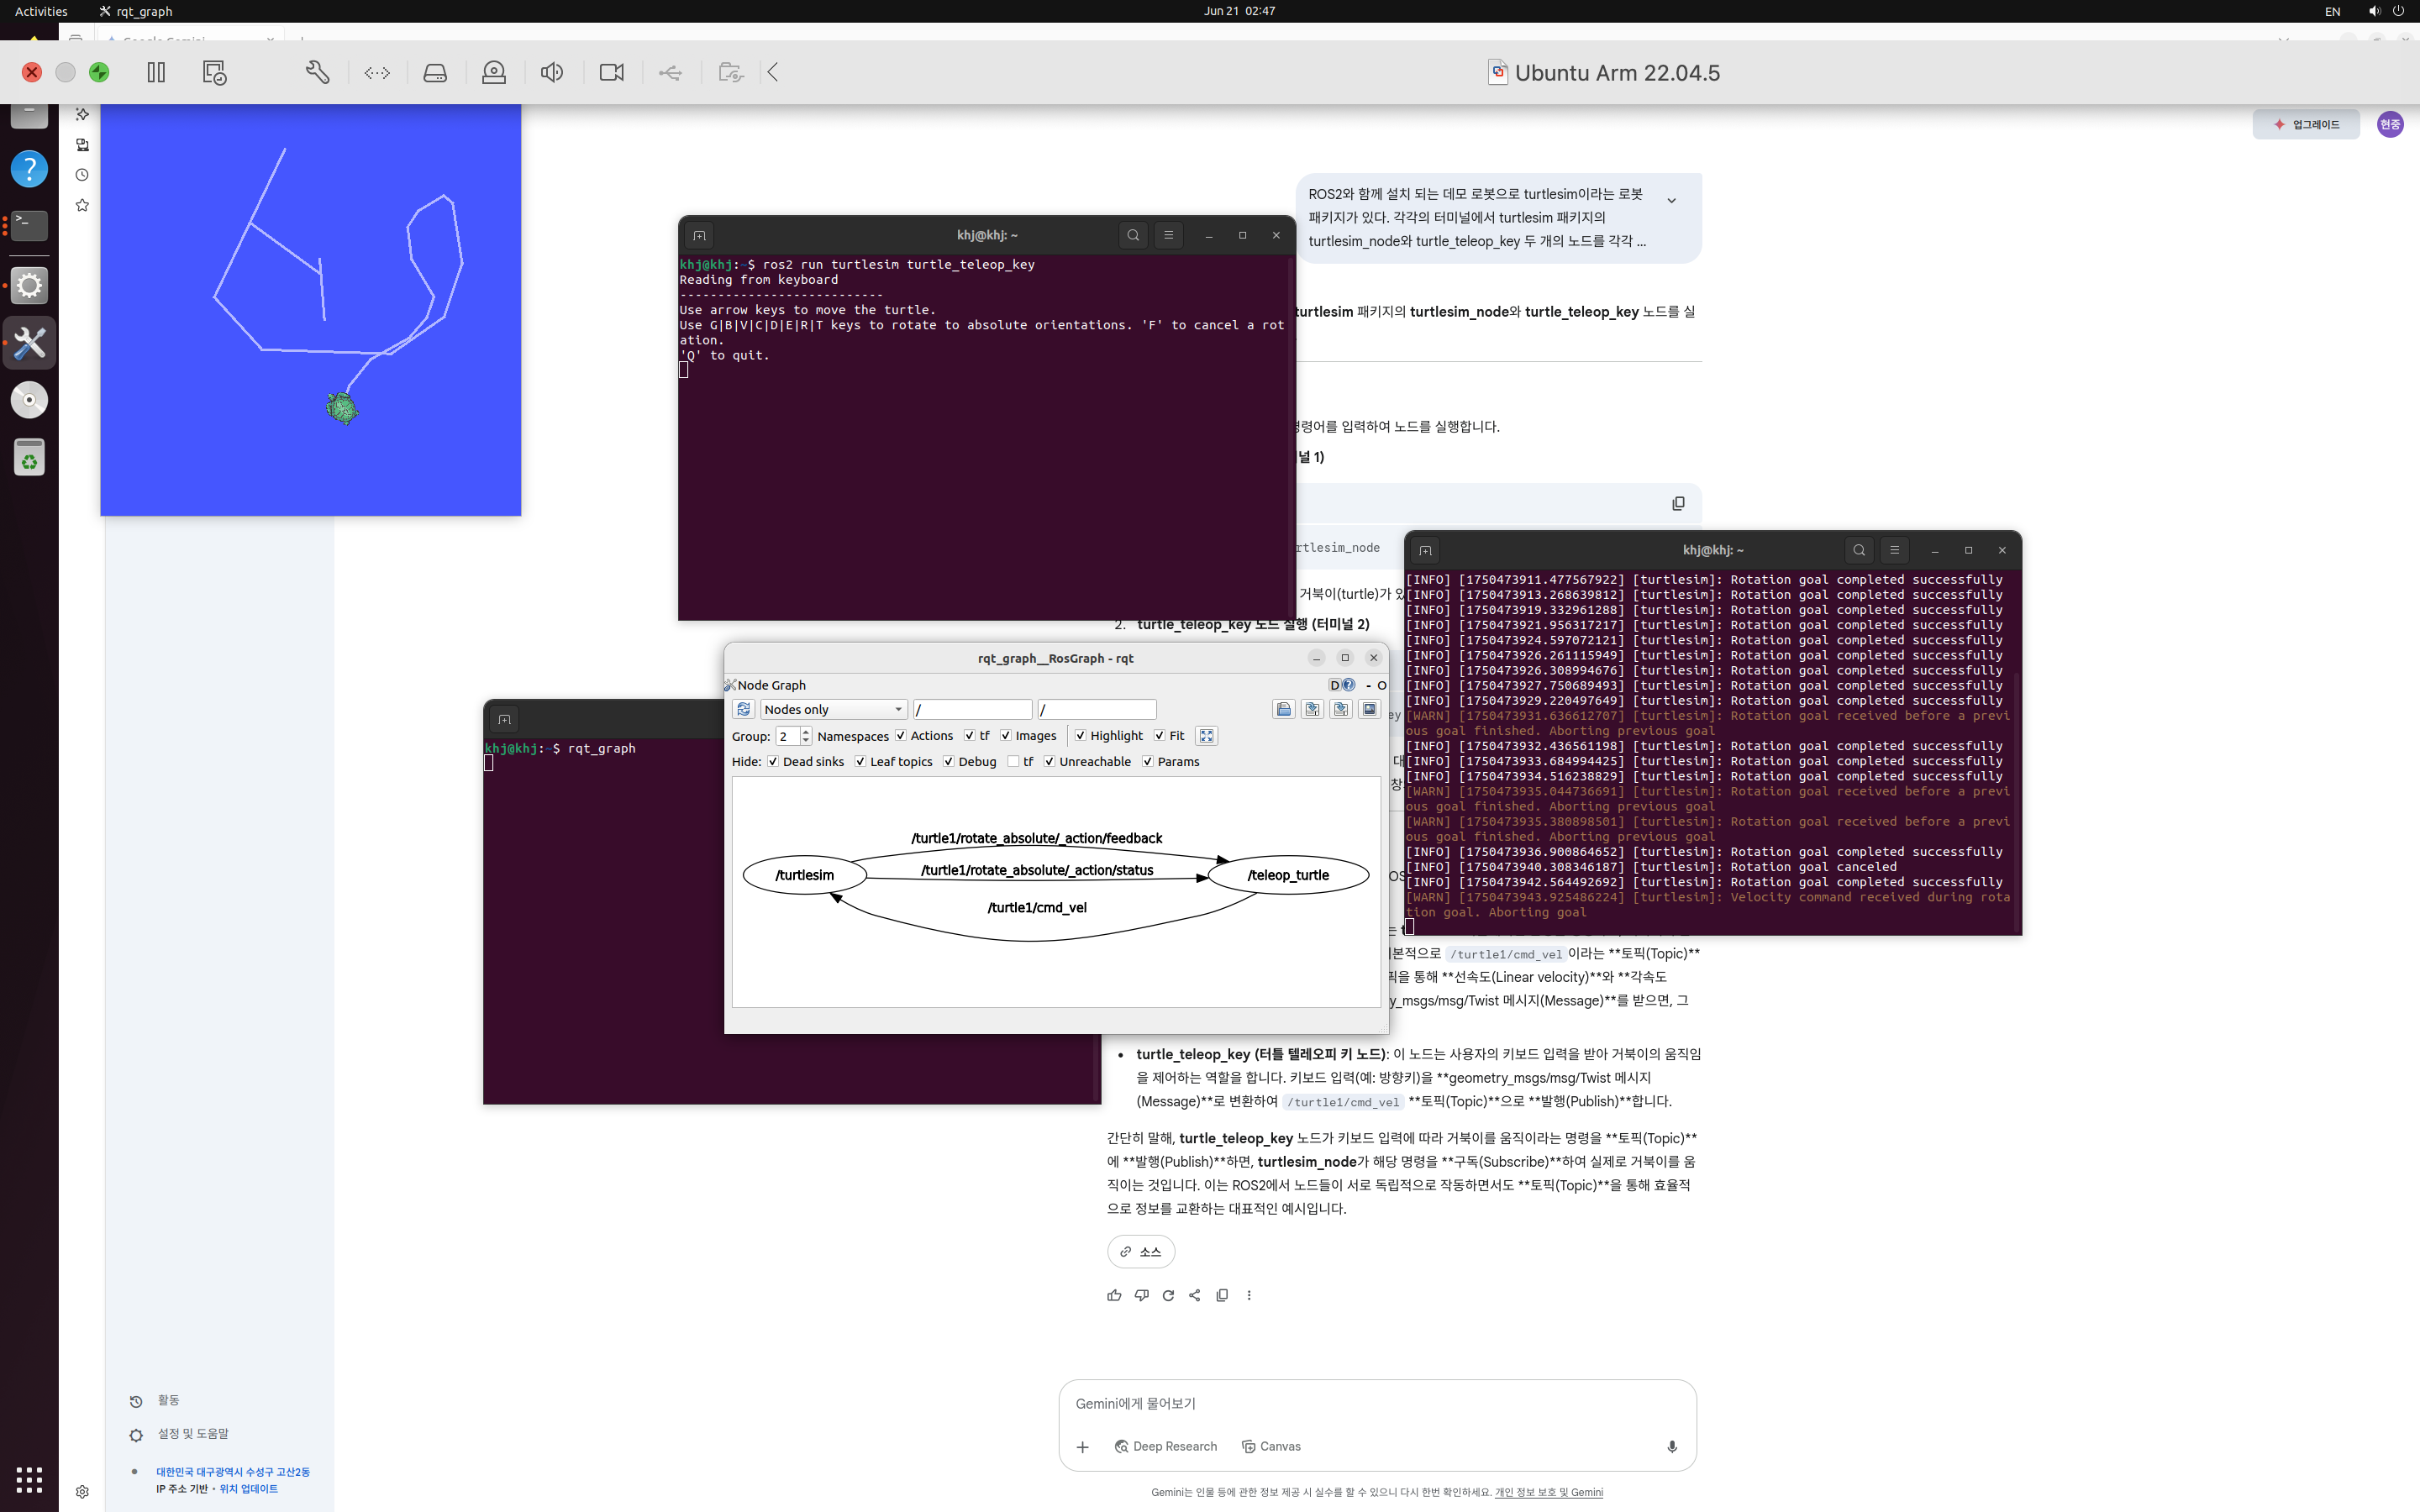 Activities
rqt_graph
Jun 21 02:47
EN
Ubuntu Arm 22.04.5
업그레이드
현중
ROS2와 함께 설치 되는 데모 로봇으로 turtlesim이라는 로봇
패키지가 있다. 각각의 터미널에서 turtlesim 패키지의
turtlesim_node와 turtle_teleop_key 두 개의 노드를 각각 ...
khj@khj: ~
khj@khj:~$ ros2 run turtlesim turtle_teleop_key
Reading from keyboard
---------------------------
Use arrow keys to move the turtle.
Use G|B|V|C|D|E|R|T keys to rotate to absolute orientations. 'F' to cancel a rot
ation.
'Q' to quit.
turtlesim 패키지의 turtlesim_node와 turtle_teleop_key 노드를 실
명령어를 입력하여 노드를 실행합니다.
널 1)
rtlesim_node
거북이(turtle)가 있
2. turtle_teleop_key 노드 실행 (터미널 2)
khj@khj: ~
[INFO] [1750473911.477567922] [turtlesim]: Rotation goal completed successfully
[INFO] [1750473913.268639812] [turtlesim]: Rotation goal completed successfully
[INFO] [1750473919.332961288] [turtlesim]: Rotation goal completed successfully
[INFO] [1750473921.956317217] [turtlesim]: Rotation goal completed successfully
[INFO] [1750473924.597072121] [turtlesim]: Rotation goal completed successfully
[INFO] [1750473926.261115949] [turtlesim]: Rotation goal completed successfully
[INFO] [1750473926.308994676] [turtlesim]: Rotation goal completed successfully
[INFO] [1750473927.750689493] [turtlesim]: Rotation goal completed successfully
[INFO] [1750473929.220497649] [turtlesim]: Rotation goal completed successfully
[WARN] [1750473931.636612707] [turtlesim]: Rotation goal received before a previ
ous goal finished. Aborting previous goal
[INFO] [1750473932.436561198] [turtlesim]: Rotation goal completed successfully
[INFO] [1750473933.684994425] [turtlesim]: Rotation goal completed successfully
[INFO] [1750473934.516238829] [turtlesim]: Rotation goal completed successfully
[WARN] [1750473935.044736691] [turtlesim]: Rotation goal received before a previ
ous goal finished. Aborting previous goal
[WARN] [1750473935.380898501] [turtlesim]: Rotation goal received before a previ
ous goal finished. Aborting previous goal
[INFO] [1750473936.900864652] [turtlesim]: Rotation goal completed successfully
[INFO] [1750473940.308346187] [turtlesim]: Rotation goal canceled
[INFO] [1750473942.564492692] [turtlesim]: Rotation goal completed successfully
[WARN] [1750473943.925486224] [turtlesim]: Velocity command received during rota
tion goal. Aborting goal
khj@khj:~$ rqt_graph
rqt_graph__RosGraph - rqt
Node Graph
D
- O
Nodes only
/
/
Group: 2 Namespaces Actions tf Images Highlight Fit
Hide: Dead sinks Leaf topics Debug tf Unreachable Params
/turtle1/rotate_absolute/_action/feedback
/turtlesim
/turtle1/rotate_absolute/_action/status
/teleop_turtle
/turtle1/cmd_vel
본적으로 /turtle1/cmd_vel 이라는 **토픽(Topic)**
픽을 통해 **선속도(Linear velocity)**와 **각속도
y_msgs/msg/Twist 메시지(Message)**를 받으면, 그
• turtle_teleop_key (터틀 텔레오피 키 노드): 이 노드는 사용자의 키보드 입력을 받아 거북이의 움직임
을 제어하는 역할을 합니다. 키보드 입력(예: 방향키)을 **geometry_msgs/msg/Twist 메시지
(Message)**로 변환하여 /turtle1/cmd_vel **토픽(Topic)**으로 **발행(Publish)**합니다.
간단히 말해, turtle_teleop_key 노드가 키보드 입력에 따라 거북이를 움직이라는 명령을 **토픽(Topic)**
에 **발행(Publish)**하면, turtlesim_node가 해당 명령을 **구독(Subscribe)**하여 실제로 거북이를 움
직이는 것입니다. 이는 ROS2에서 노드들이 서로 독립적으로 작동하면서도 **토픽(Topic)**을 통해 효율적
으로 정보를 교환하는 대표적인 예시입니다.
소스
활동
설정 및 도움말
대한민국 대구광역시 수성구 고산2동
IP 주소 기반 • 위치 업데이트
Gemini에게 물어보기
Deep Research
Canvas
Gemini는 인물 등에 관한 정보 제공 시 실수를 할 수 있으니 다시 한번 확인하세요. 개인 정보 보호 및 Gemini